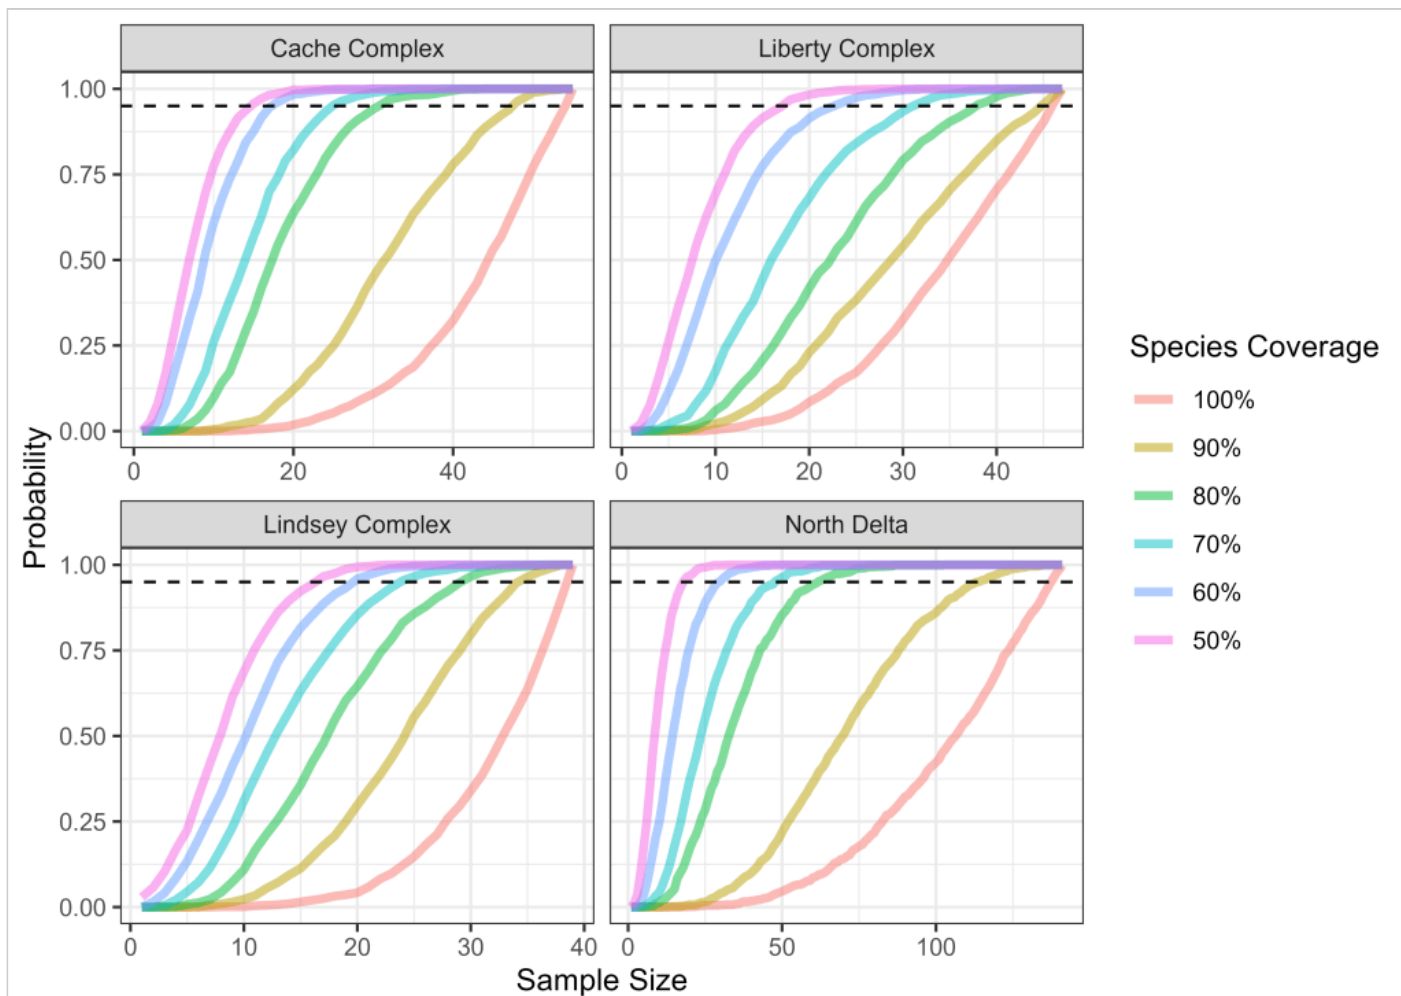 Cache Complex
Liberty Complex
1.00
0.75
0.50
0.25
0.00
0 20 40
0 10 20 30 40
Lindsey Complex
North Delta
1.00
0.75
0.50
0.25
0.00
0 10 20 30 40
0 50 100
Probability
Sample Size
Species Coverage
100%
90%
80%
70%
60%
50%